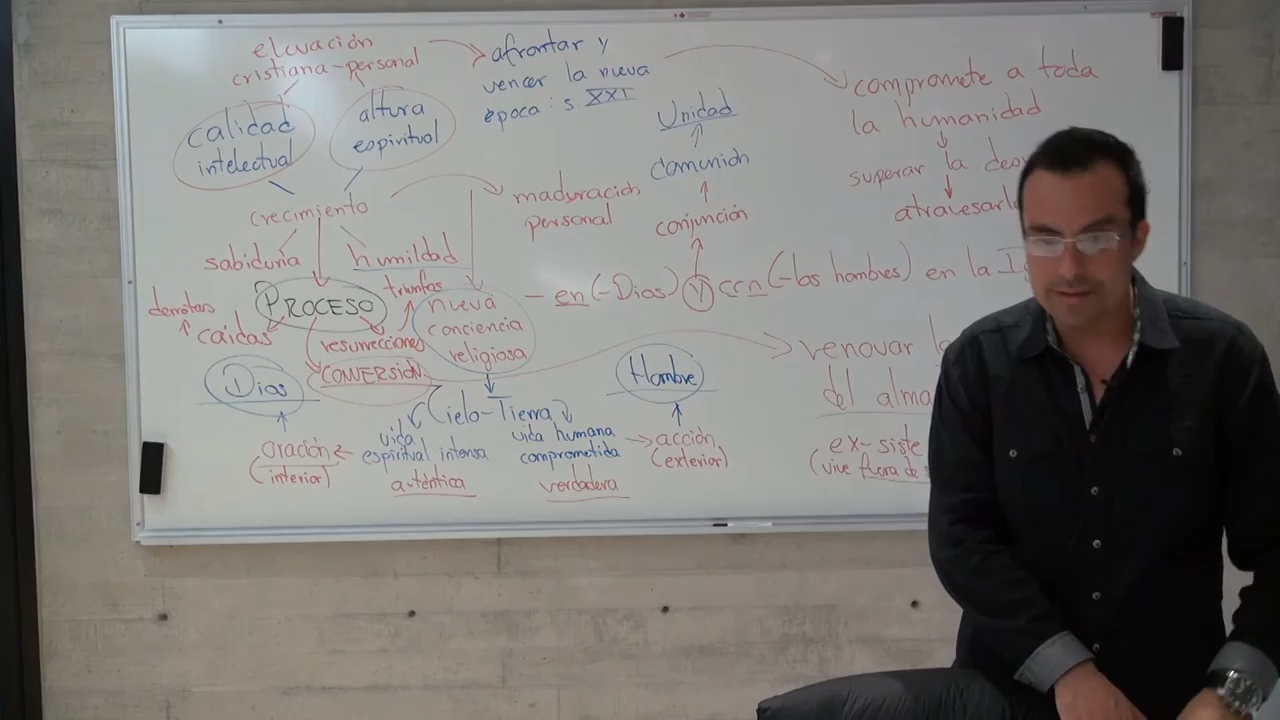 elevación
cristiana-personal
calidad
intelectual
altura
espiritual
afrontar y
vencer la nueva
época: s. XXI
compromete a toda
la humanidad
superar la
atravesarl
Unidad
comunión
conjunción
crecimiento
maduración
personal
sabiduría
humildad
PROCESO
derrotas
caídas
triunfos
resurrecciones
CONVERSIÓN
nueva
conciencia
religiosa
- en (-Dios) y con (-los hombres) en la
renovar
del alma
ex-siste
(vive fuera de
Dios
Hombre
Cielo-Tierra
oración
(interior)
vida
espiritual intensa
auténtica
vida humana
comprometida
verdadera
acción
(exterior)